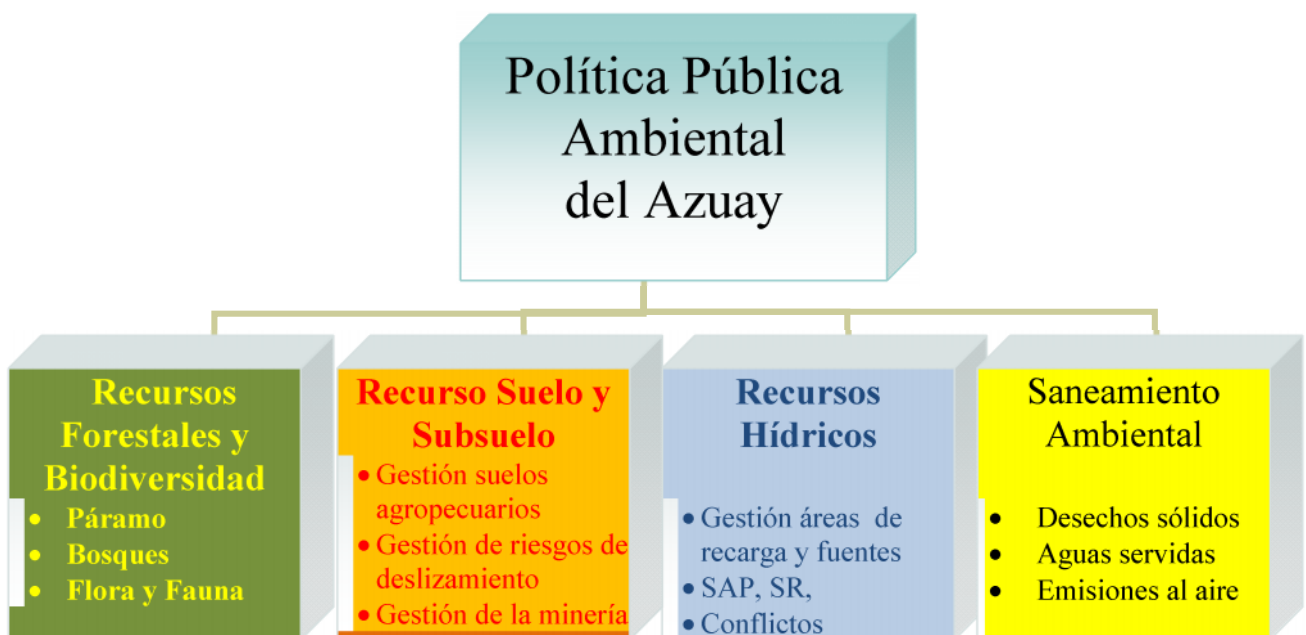 Política Pública
Ambiental
del Azuay
Recursos
Forestales y
Biodiversidad
• Páramo
• Bosques
• Flora y Fauna
Recurso Suelo y
Subsuelo
• Gestión suelos
agropecuarios
• Gestión de riesgos de
deslizamiento
• Gestión de la minería
Recursos
Hídricos
• Gestión áreas de
recarga y fuentes
• SAP, SR,
• Conflictos
Saneamiento
Ambiental
• Desechos sólidos
• Aguas servidas
• Emisiones al aire